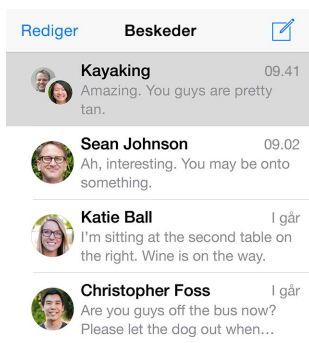 Rediger Beskeder
Kayaking 09.41
Amazing. You guys are pretty
tan.
Sean Johnson 09.02
Ah, interesting. You may be onto
something.
Katie Ball I går
I'm sitting at the second table on
the right. Wine is on the way.
Christopher Foss I går
Are you guys off the bus now?
Please let the dog out when…